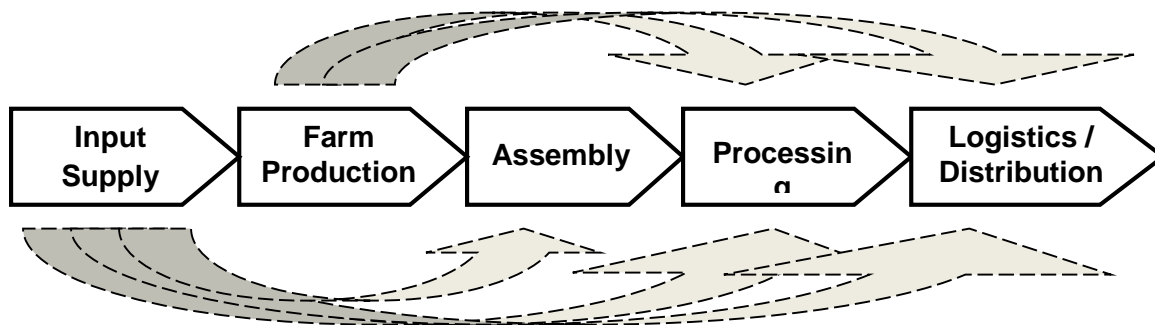 Input
Supply
Farm
Production
Assembly
Processin
g
Logistics /
Distribution